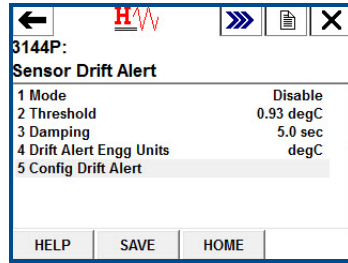 H
3144P:
Sensor Drift Alert
1 Mode Disable
2 Threshold 0.93 degC
3 Damping 5.0 sec
4 Drift Alert Engg Units degC
5 Config Drift Alert
HELP SAVE HOME